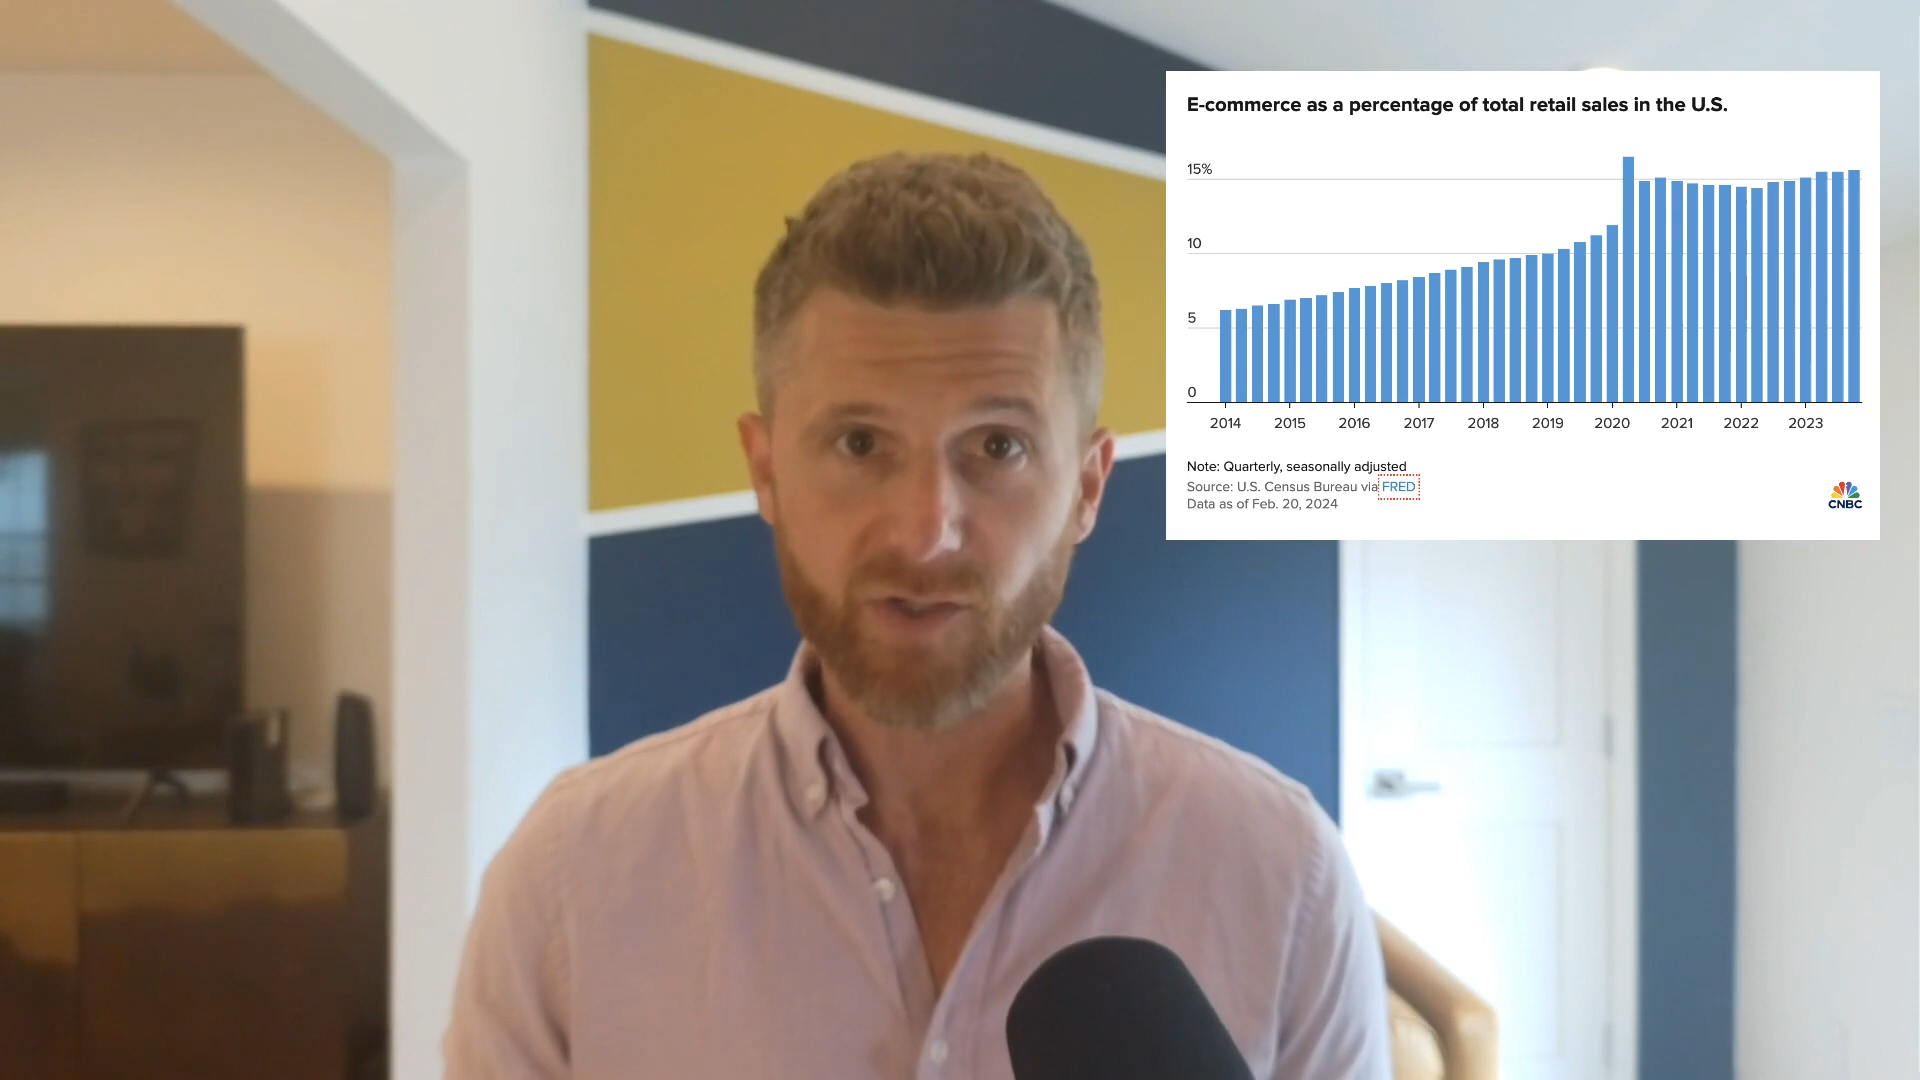 E-commerce as a percentage of total retail sales in the U.S.
15%
10
5
0
2014 2015 2016 2017 2018 2019 2020 2021 2022 2023
Note: Quarterly, seasonally adjusted
Source: U.S. Census Bureau via FRED
Data as of Feb. 20, 2024
CNBC